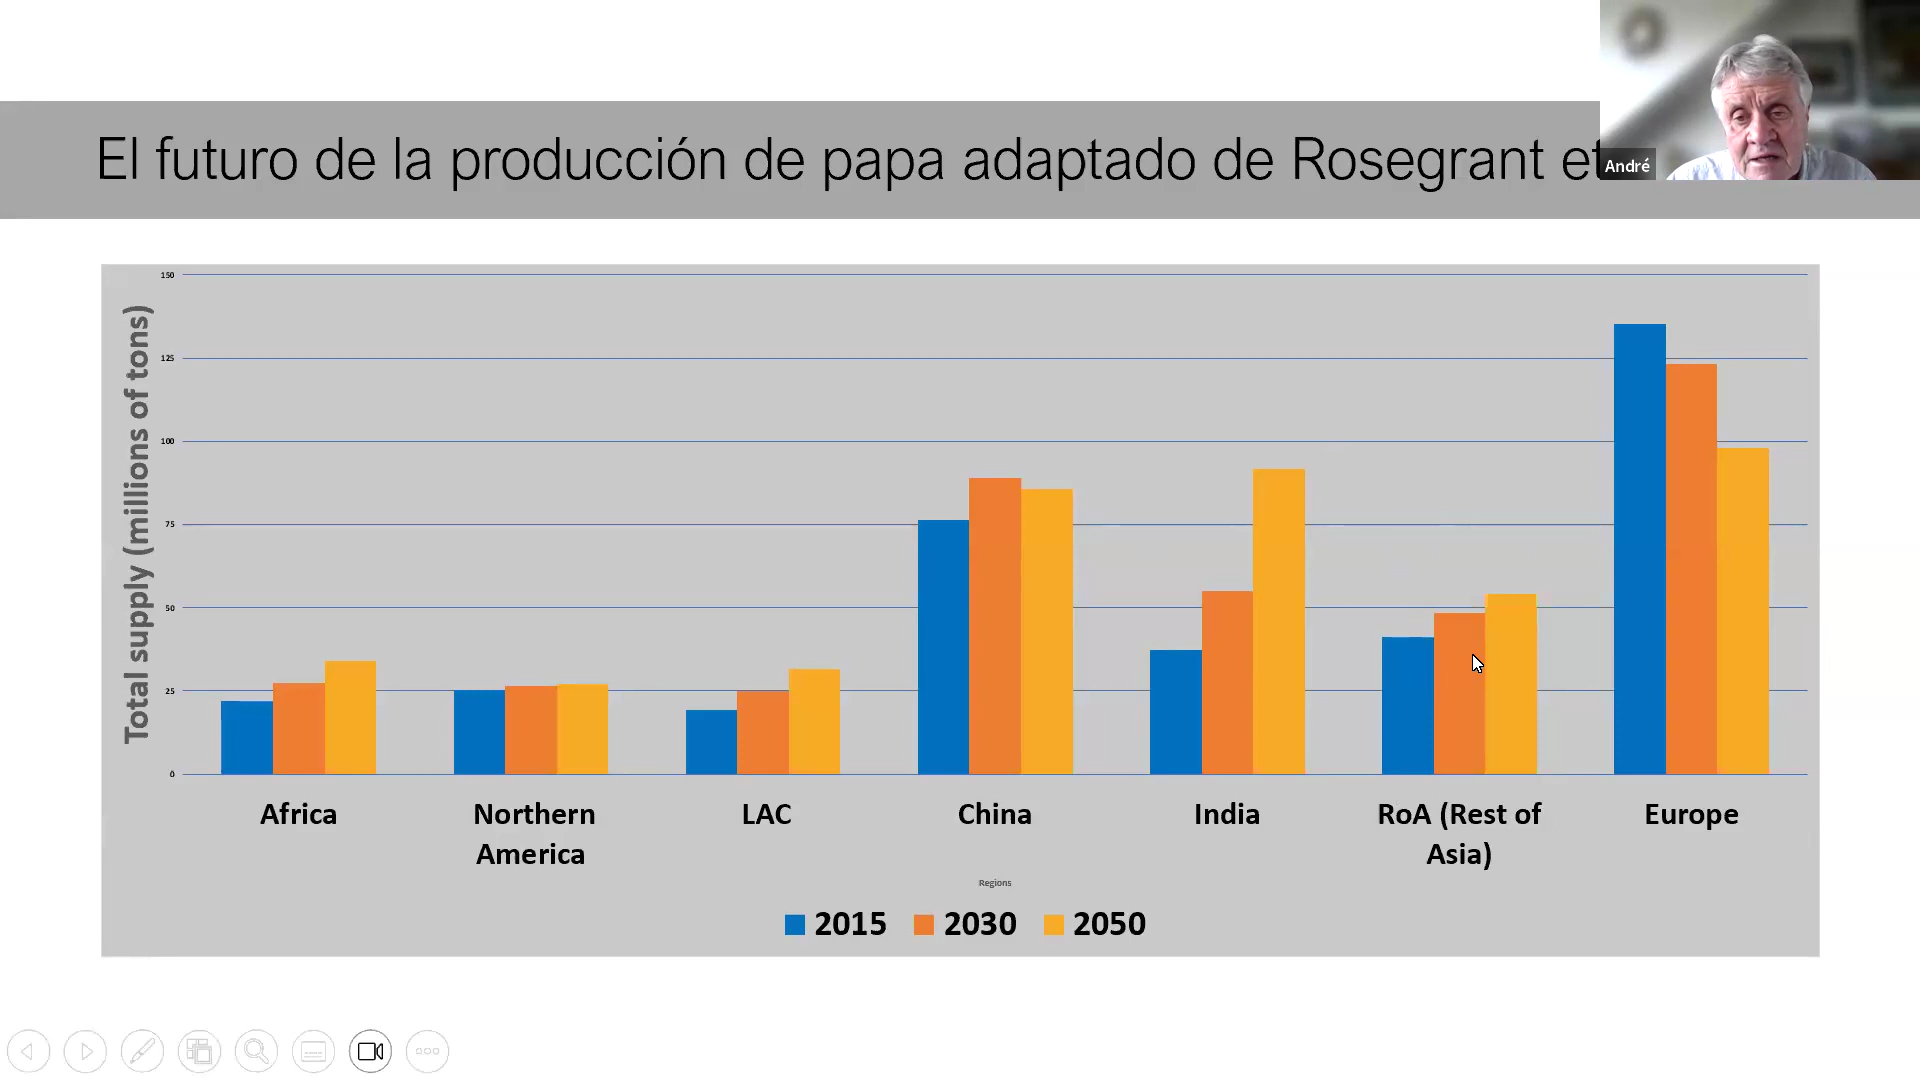 El futuro de la producción de papa adaptado de Rosegrant et
André
Total supply (millions of tons)
150
125
100
75
50
25
0
Africa
Northern
America
LAC
China
India
RoA (Rest of
Asia)
Europe
Regions
2015 2030 2050